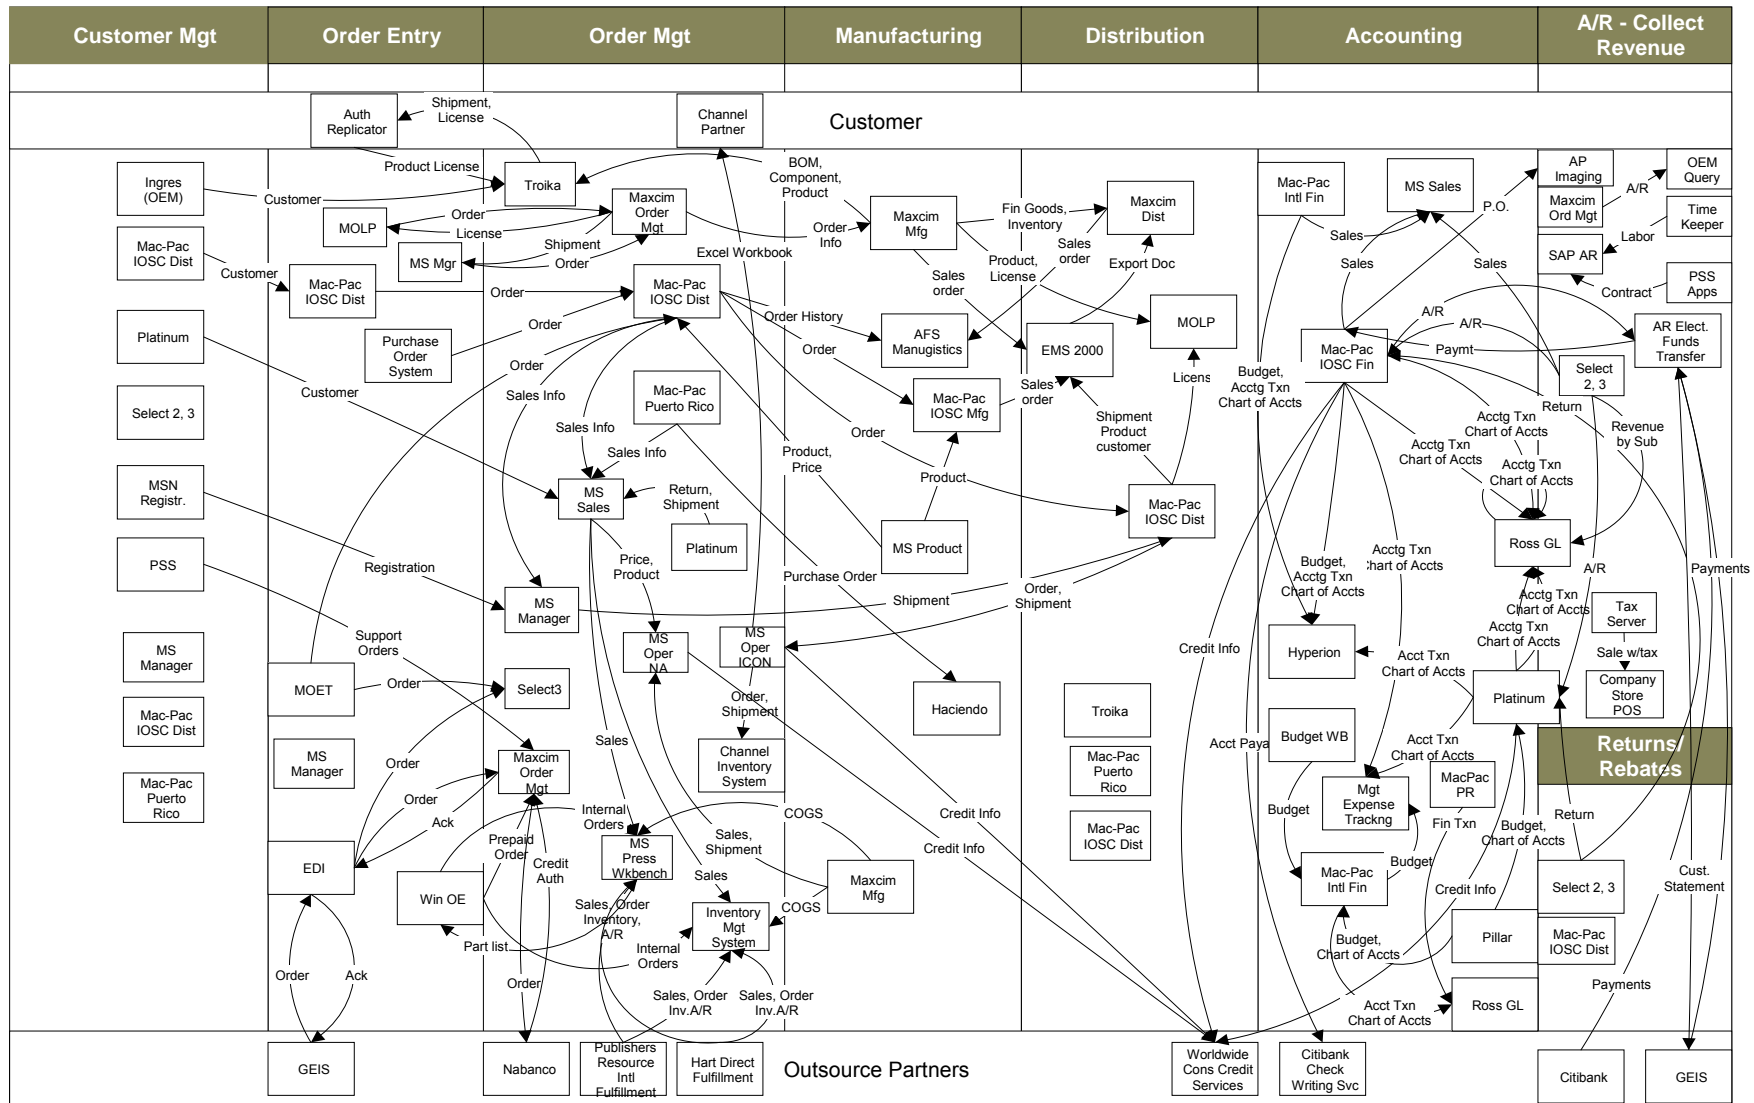 Customer Mgt
Order Entry
Order Mgt
Manufacturing
Distribution
Accounting
A/R - Collect
Revenue
Customer
Auth
Replicator
Shipment,
License
Channel
Partner
Product License
Ingres
(OEM)
Customer
Troika
BOM,
Component,
Product
MOLP
Order
License
Maxcim
Order
Mgt
Order
Info
Maxcim
Mfg
Fin Goods,
Inventory
Maxcim
Dist
Mac-Pac
Intl Fin
MS Sales
Sales
P.O.
AP
Imaging
OEM
Query
Maxcim
Ord Mgt
A/R
Time
Keeper
Labor
SAP AR
PSS
Apps
Contract
Mac-Pac
IOSC Dist
Customer
MS Mgr
Shipment
Order
Excel Workbook
Mac-Pac
IOSC Dist
Order
Mac-Pac
IOSC Dist
Sales
order
Product,
License
Sales
order
Export Doc
Sales
Sales
Platinum
Purchase
Order
System
Order
Order
Order History
AFS
Manugistics
EMS 2000
MOLP
A/R
A/R
Paymt
AR Elect.
Funds
Transfer
Mac-Pac
IOSC Fin
Select
2, 3
Customer
Sales Info
Mac-Pac
Puerto Rico
Order
Mac-Pac
IOSC Mfg
Sales
order
Licens
Budget,
Acctg Txn
Chart of Accts
Select 2, 3
Sales Info
Sales Info
Order
Shipment
Product
customer
Return
Acctg Txn
Chart of Accts
Revenue
by Sub
Product,
Price
Acctg Txn
Chart of Accts
Acctg Txn
Chart of Accts
MSN
Registr.
MS
Sales
Return,
Shipment
Product
Mac-Pac
IOSC Dist
PSS
Registration
Price,
Product
Platinum
MS Product
Ross GL
Purchase Order
Budget,
Acctg Txn
Chart of Accts
Acctg Txn
Chart of Accts
A/R
Payments
MS
Manager
Shipment
Order,
Shipment
Acctg Txn
Chart of Accts
Tax
Server
MS
Manager
Support
Orders
MS
Oper
NA
MS
Oper
ICON
Credit Info
Hyperion
Acctg Txn
Chart of Accts
Sale w/tax
Acct Txn
Chart of Accts
MOET
Order
Select3
Order,
Shipment
Haciendo
Troika
Platinum
Company
Store
POS
Mac-Pac
IOSC Dist
Order
Sales
Acct Paya
Budget WB
Returns/
Rebates
MS
Manager
Maxcim
Order
Mgt
Channel
Inventory
System
Mac-Pac
Puerto
Rico
Acct Txn
Chart of Accts
Mac-Pac
Puerto
Rico
Order
Ack
Internal
Orders
COGS
Credit Info
Credit Info
Budget
Mgt
Expense
Trackng
MacPac
PR
Fin Txn
Budget,
Chart of Accts
Return
Mac-Pac
IOSC Dist
Prepaid
Order
MS
Press
Wkbench
Sales,
Shipment
EDI
Credit
Auth
Sales
Maxcim
Mfg
Mac-Pac
Intl Fin
Budget
Credit Info
Select 2, 3
Cust.
Statement
Win OE
Sales, Order
Inventory,
A/R
COGS
Inventory
Mgt
System
Part list
Internal
Orders
Budget,
Chart of Accts
Pillar
Mac-Pac
IOSC Dist
Order
Ack
Order
Sales, Order
Inv.A/R
Sales, Order
Inv.A/R
Acct Txn
Chart of Accts
Ross GL
Payments
GEIS
Nabanco
Publishers
Resource
Intl
Fulfillment
Hart Direct
Fulfillment
Outsource Partners
Worldwide
Cons Credit
Services
Citibank
Check
Writing Svc
Citibank
GEIS